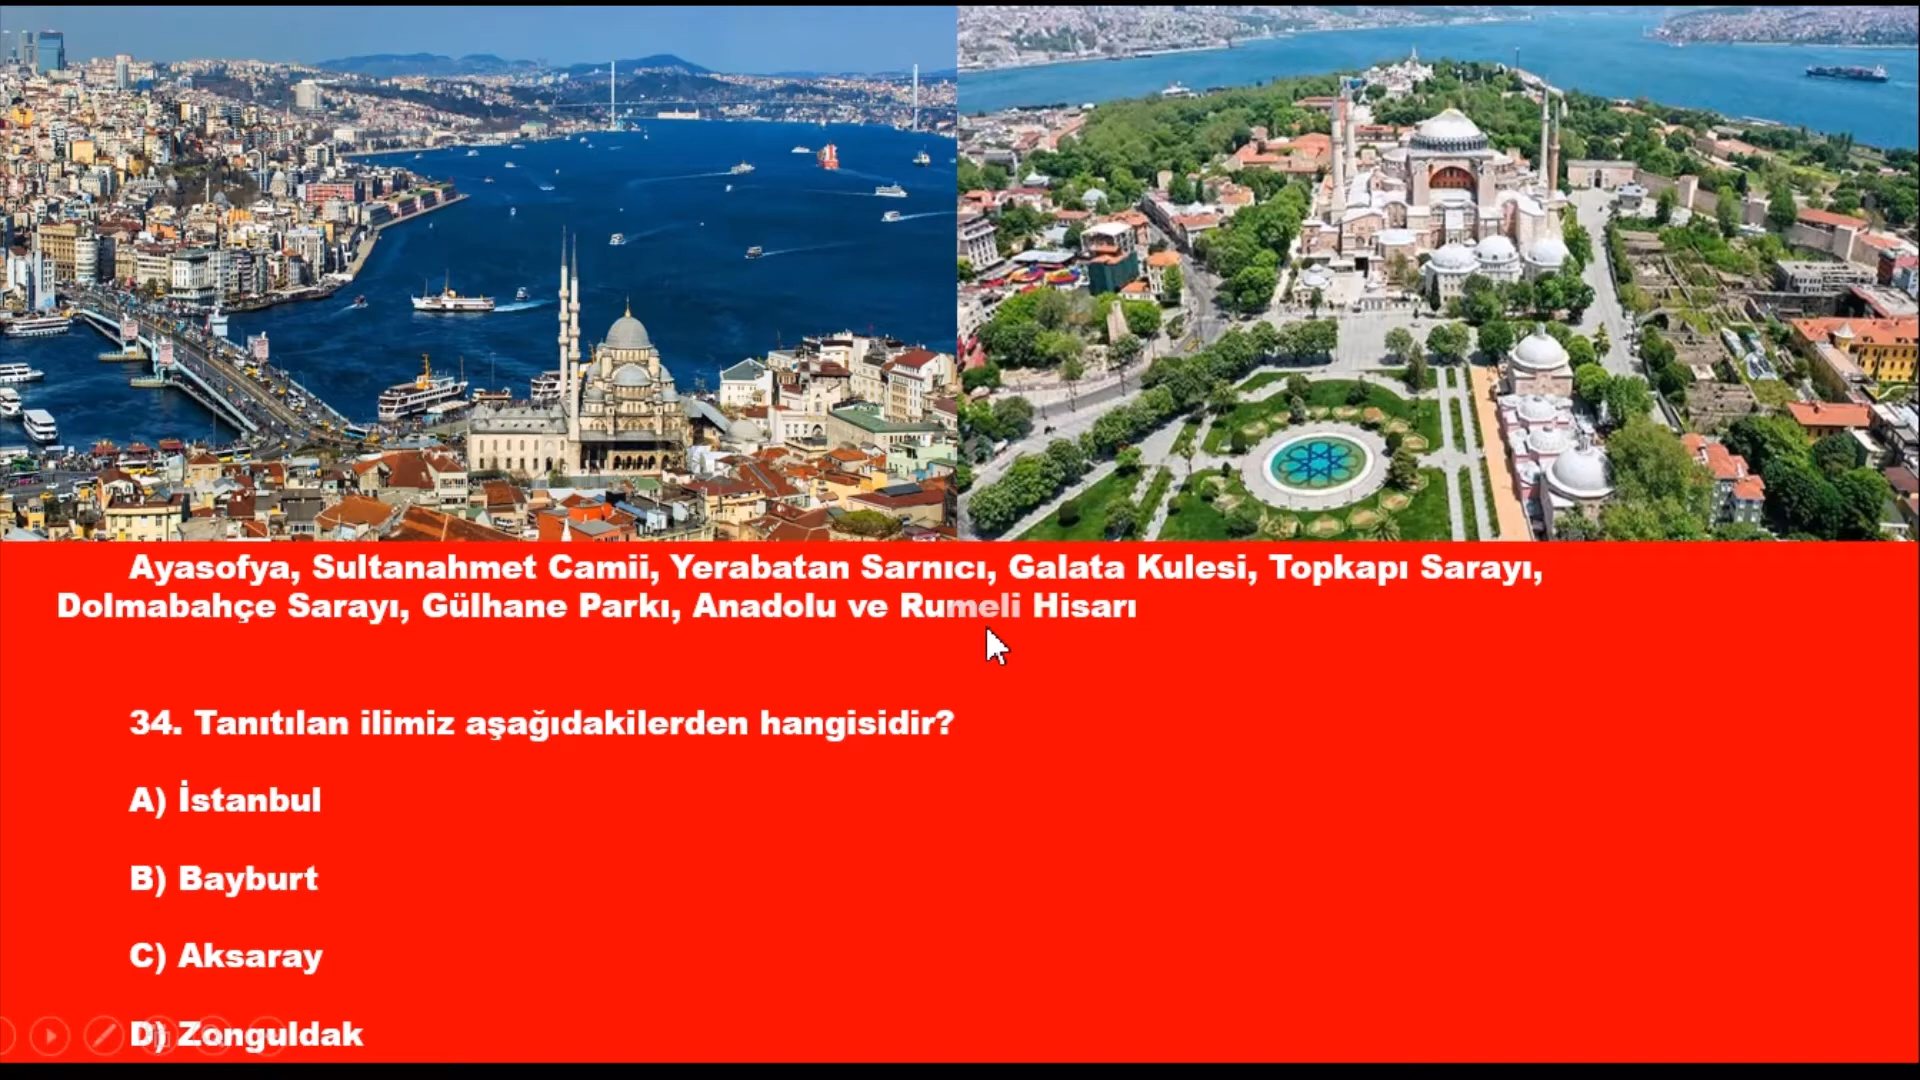 Ayasofya, Sultanahmet Camii, Yerabatan Sarnıcı, Galata Kulesi, Topkapı Sarayı,
Dolmabahçe Sarayı, Gülhane Parkı, Anadolu ve Rumeli Hisarı
34. Tanıtılan ilimiz aşağıdakilerden hangisidir?
A) İstanbul
B) Bayburt
C) Aksaray
D) Zonguldak